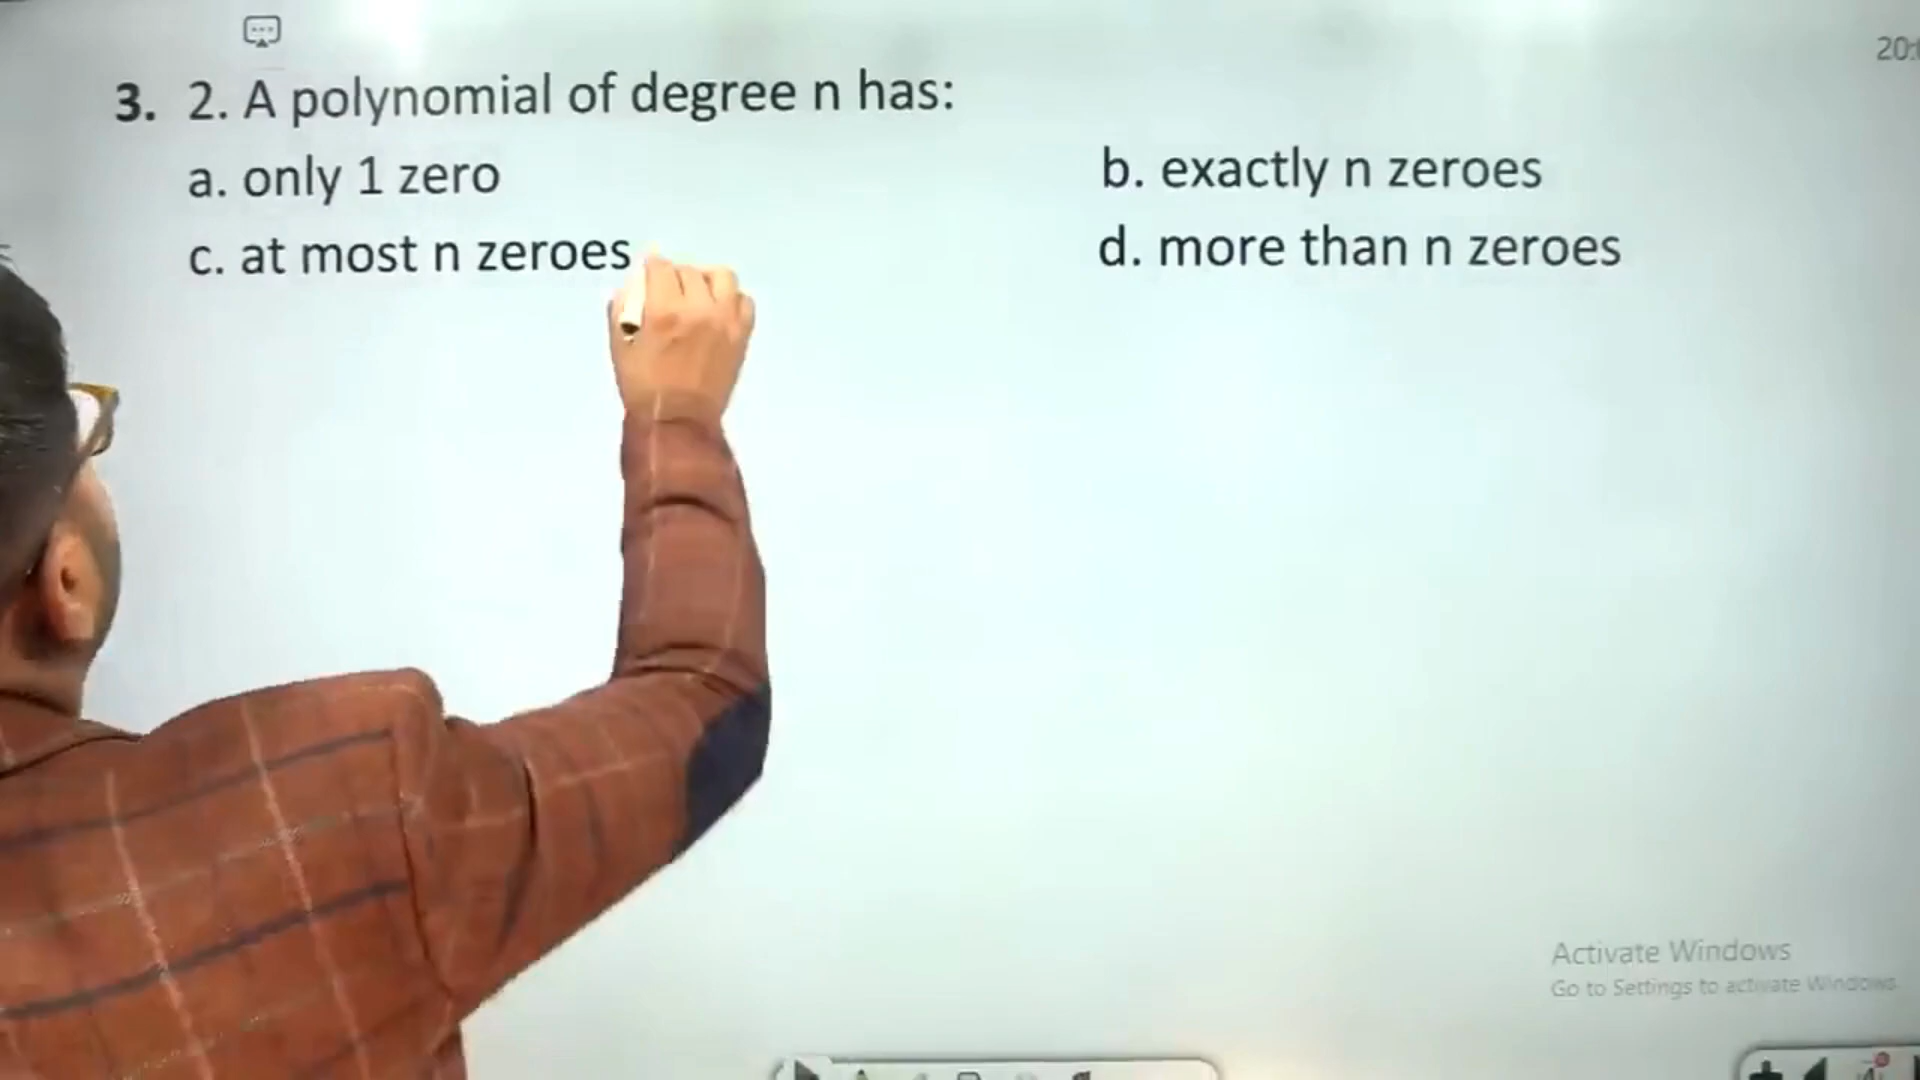 20:
3. 2. A polynomial of degree n has:
a. only 1 zero
b. exactly n zeroes
c. at most n zeroes
d. more than n zeroes
Activate Windows
Go to Settings to activate Windows.